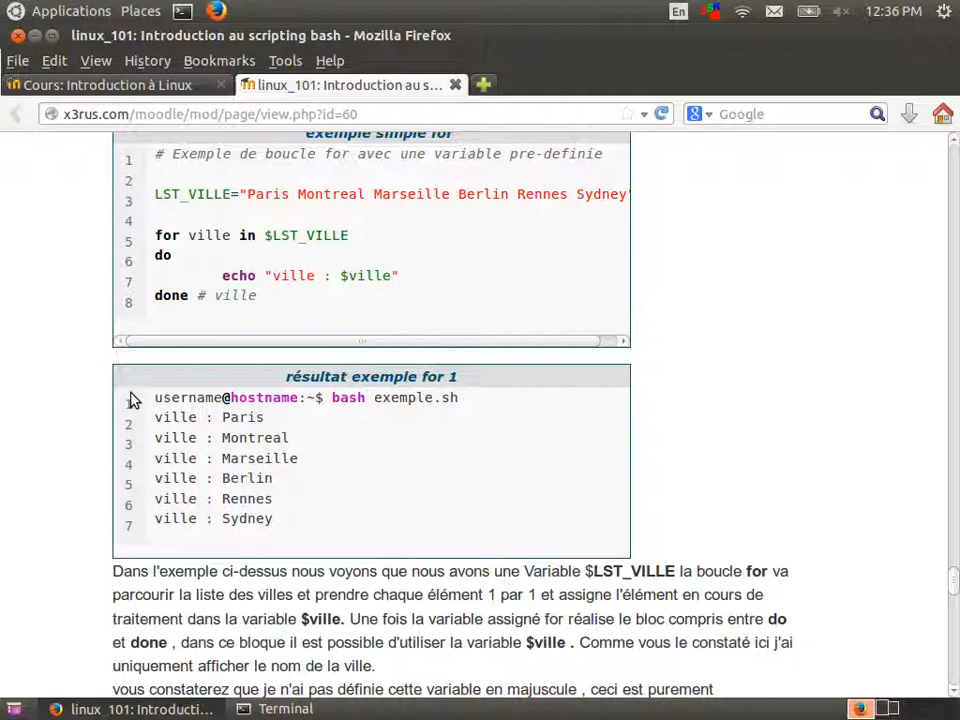 Applications Places En 12:36 PM
linux_101: Introduction au scripting bash - Mozilla Firefox
File Edit View History Bookmarks Tools Help
Cours: Introduction à Linux linux_101: Introduction au s...
x3rus.com/moodle/mod/page/view.php?id=60 Google
exemple simple for
1 # Exemple de boucle for avec une variable pre-definie
2
3 LST_VILLE="Paris Montreal Marseille Berlin Rennes Sydney"
4
5 for ville in $LST_VILLE
6 do
7 echo "ville : $ville"
8 done # ville
résultat exemple for 1
1 username@hostname:~$ bash exemple.sh
2 ville : Paris
3 ville : Montreal
4 ville : Marseille
5 ville : Berlin
6 ville : Rennes
7 ville : Sydney
Dans l'exemple ci-dessus nous voyons que nous avons une Variable $LST_VILLE la boucle for va
parcourir la liste des villes et prendre chaque élément 1 par 1 et assigne l'élément en cours de
traitement dans la variable $ville. Une fois la variable assigné for réalise le bloc compris entre do
et done , dans ce bloque il est possible d'utiliser la variable $ville . Comme vous le constaté ici j'ai
uniquement afficher le nom de la ville.
vous constaterez que je n'ai pas définie cette variable en majuscule , ceci est purement
linux_101: Introducti... Terminal